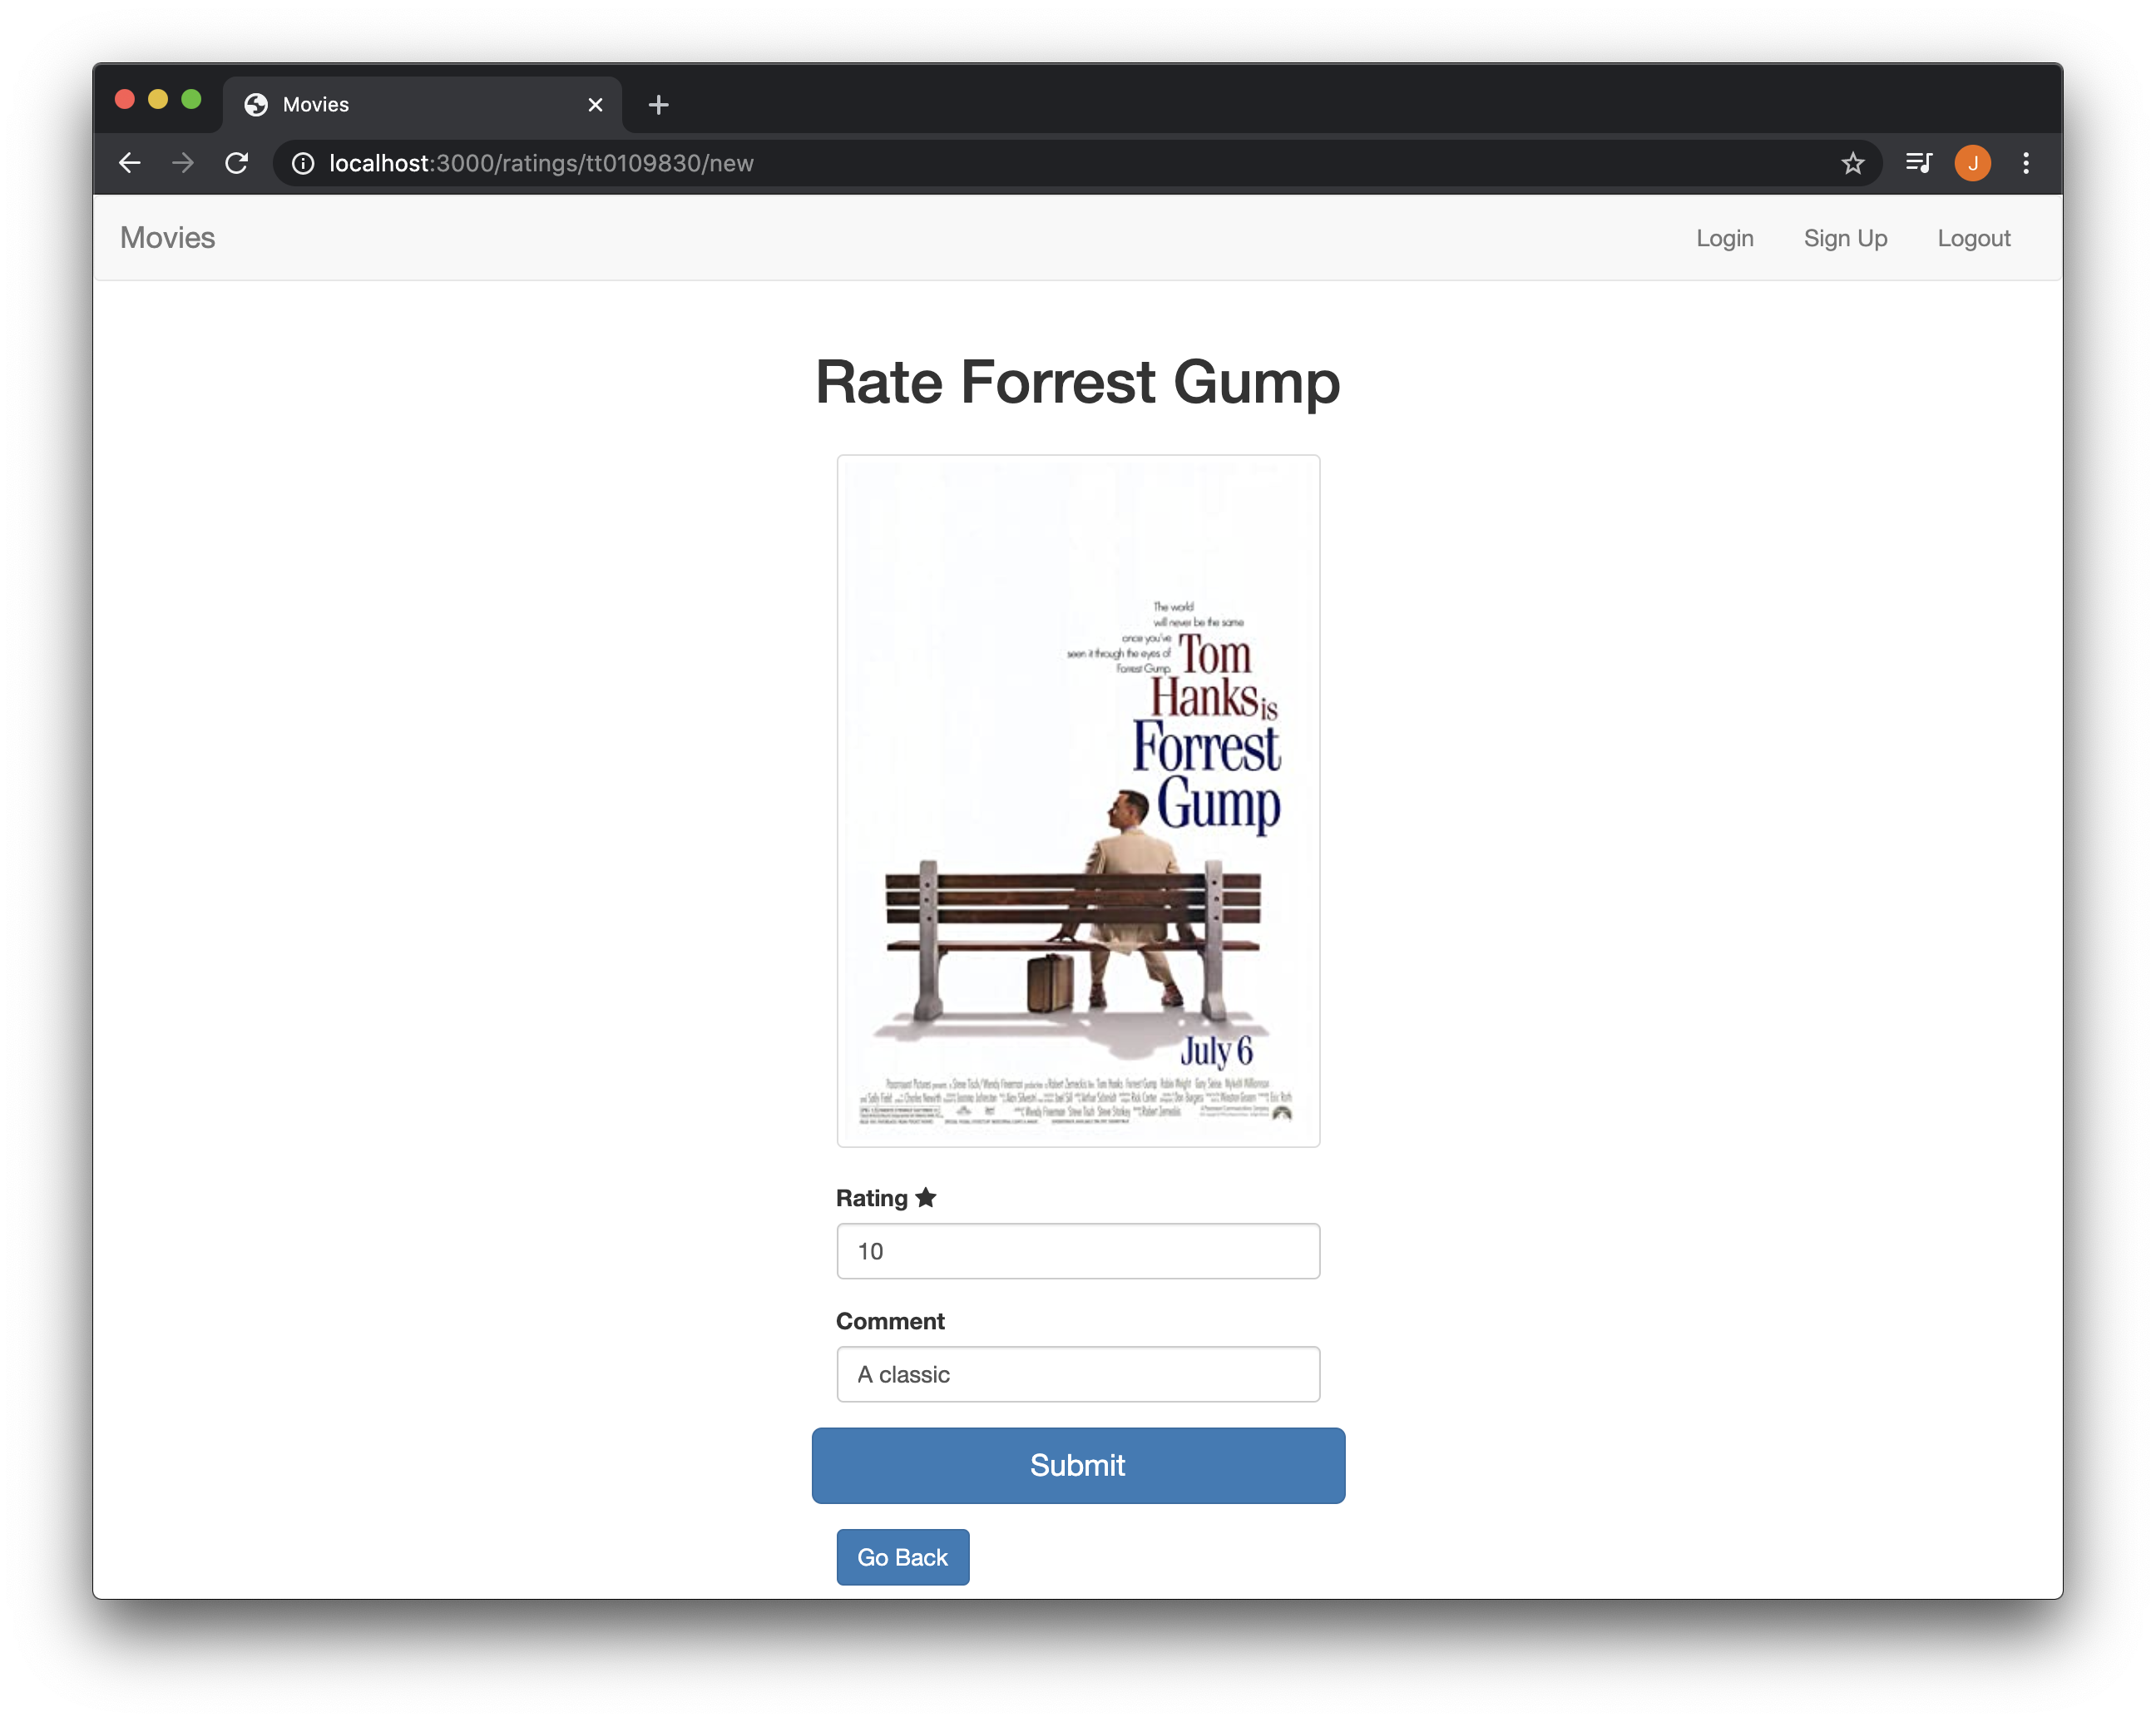 Movies
localhost:3000/ratings/tt0109830/new
J
Movies
Login Sign Up Logout
Rate Forrest Gump
The world
will never be the same
once you've
seen it through the eyes of
Forrest Gump
Tom
Hanks is
Forrest
Gump
July 6
Rating
10
Comment
A classic
Submit
Go Back